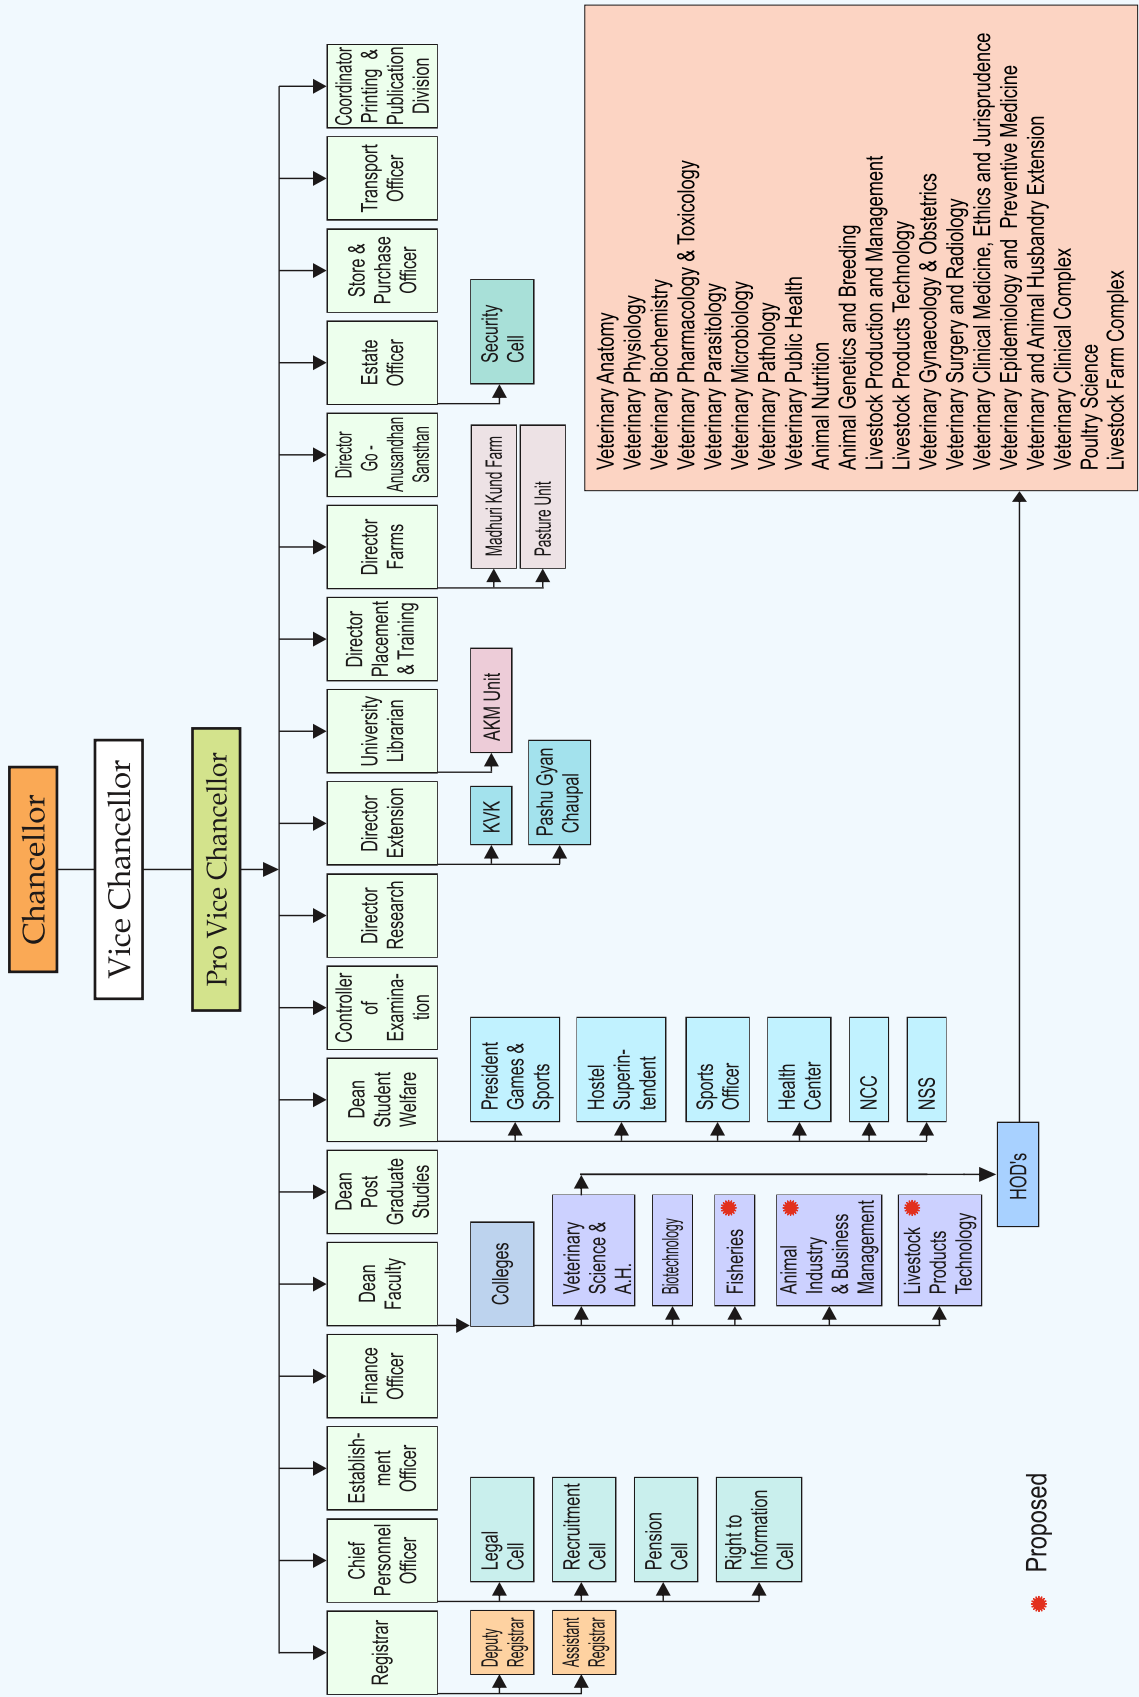 Chancellor
Vice Chancellor
Pro Vice Chancellor
Registrar
Chief
Personnel
Officer
Establish-
ment
Officer
Finance
Officer
Dean
Faculty
Dean
Post
Graduate
Studies
Dean
Student
Welfare
Controller
of
Examina-
tion
Director
Research
Director
Extension
University
Librarian
Director
Placement
& Training
Director
Farms
Director
Go -
Anusandhan
Sansthan
Estate
Officer
Store &
Purchase
Officer
Transport
Officer
Coordinator
Printing &
Publication
Division
Deputy
Registrar
Assistant
Registrar
Legal
Cell
Recruitment
Cell
Pension
Cell
Right to
Information
Cell
Colleges
Veterinary
Science &
A.H.
Biotechnology
Fisheries
Animal
Industry
& Business
Management
Livestock
Products
Technology
President
Games &
Sports
Hostel
Superin-
tendent
Sports
Officer
Health
Center
NCC
NSS
KVK
Pashu Gyan
Chaupal
AKM Unit
Madhuri Kund Farm
Pasture Unit
Security
Cell
HOD's
Veterinary Anatomy
Veterinary Physiology
Veterinary Biochemistry
Veterinary Pharmacology & Toxicology
Veterinary Parasitology
Veterinary Microbiology
Veterinary Pathology
Veterinary Public Health
Animal Nutrition
Animal Genetics and Breeding
Livestock Production and Management
Livestock Products Technology
Veterinary Gynaecology & Obstetrics
Veterinary Surgery and Radiology
Veterinary Clinical Medicine, Ethics and Jurisprudence
Veterinary Epidemiology and Preventive Medicine
Veterinary and Animal Husbandry Extension
Veterinary Clinical Complex
Poultry Science
Livestock Farm Complex
Proposed